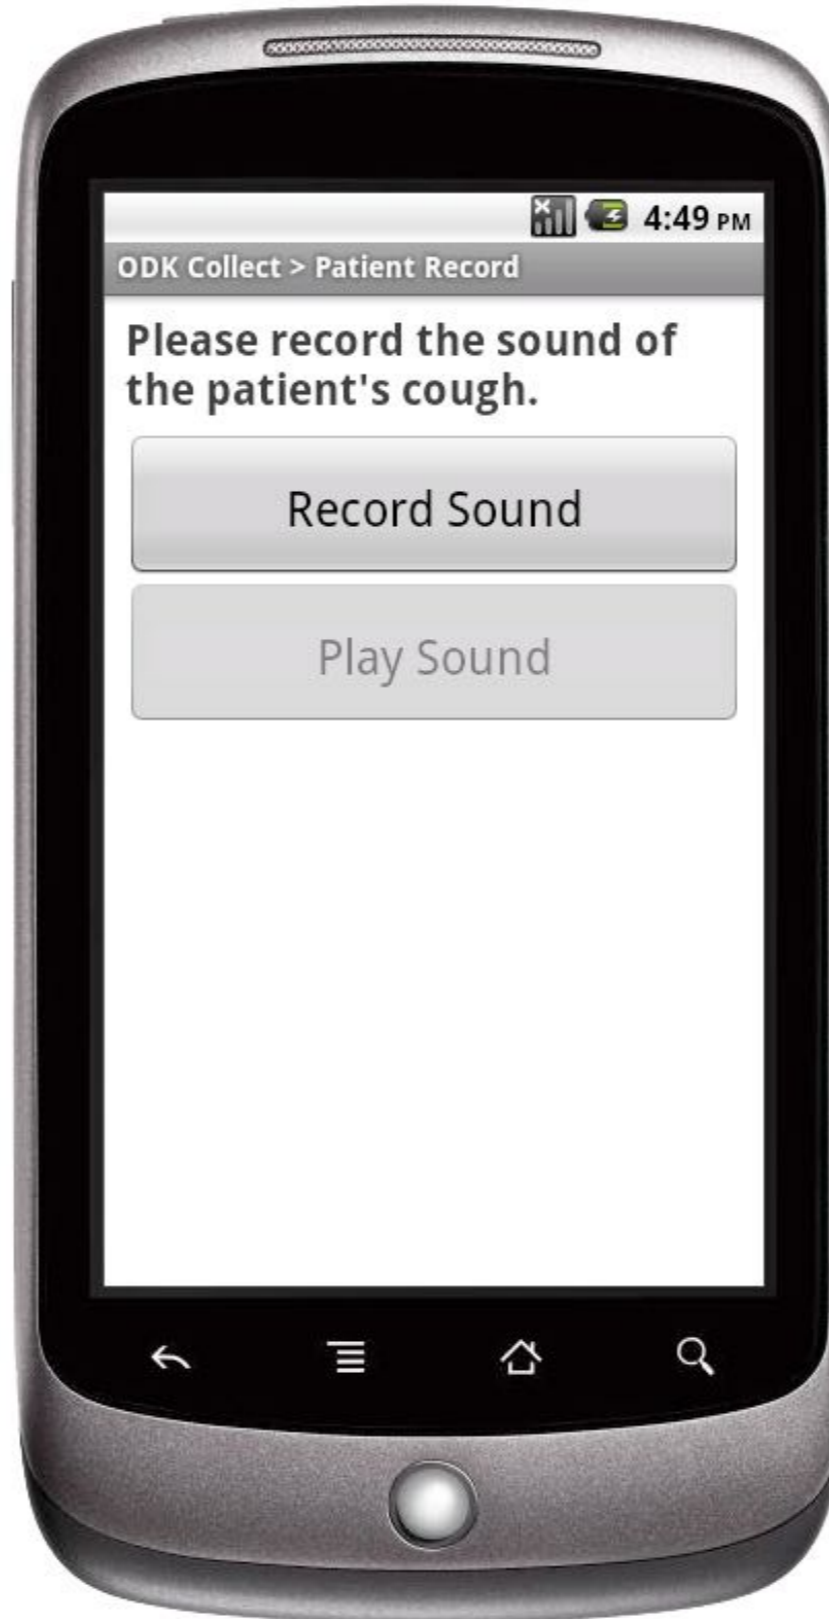 4:49 PM
ODK Collect > Patient Record
Please record the sound of
the patient's cough.
Record Sound
Play Sound